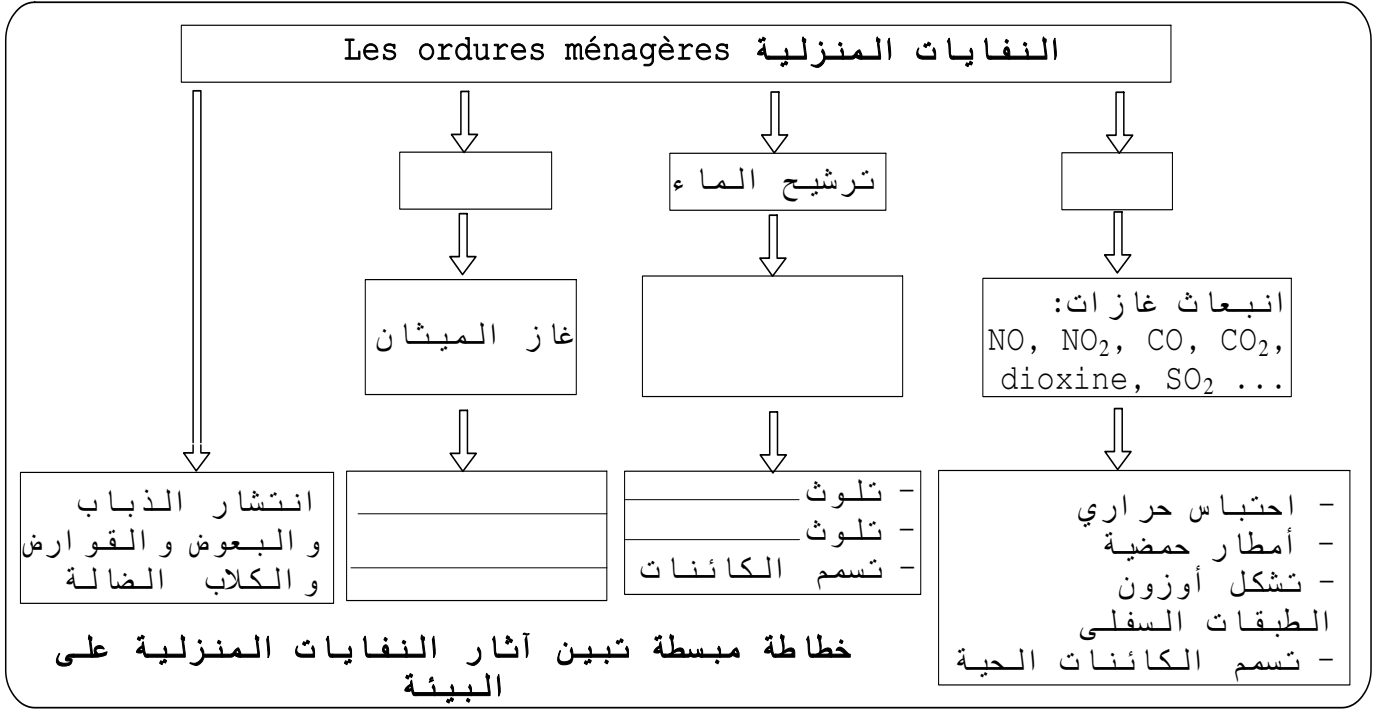 النفايات المنزلية Les ordures ménagères
ترشيح الماء
انبعاث غازات:
NO, NO₂, CO, CO₂,
dioxine, SO₂ ...
غاز الميثان
- احتباس حراري
- أمطار حمضية
- تشكل أوزون
الطبقات السفلى
- تسمم الكائنات الحية
- تلوث
- تلوث
- تسمم الكائنات
انتشار الذباب
والبعوض والقوارض
والكلاب الضالة
خطاطة مبسطة تبين آثار النفايات المنزلية على
البيئة